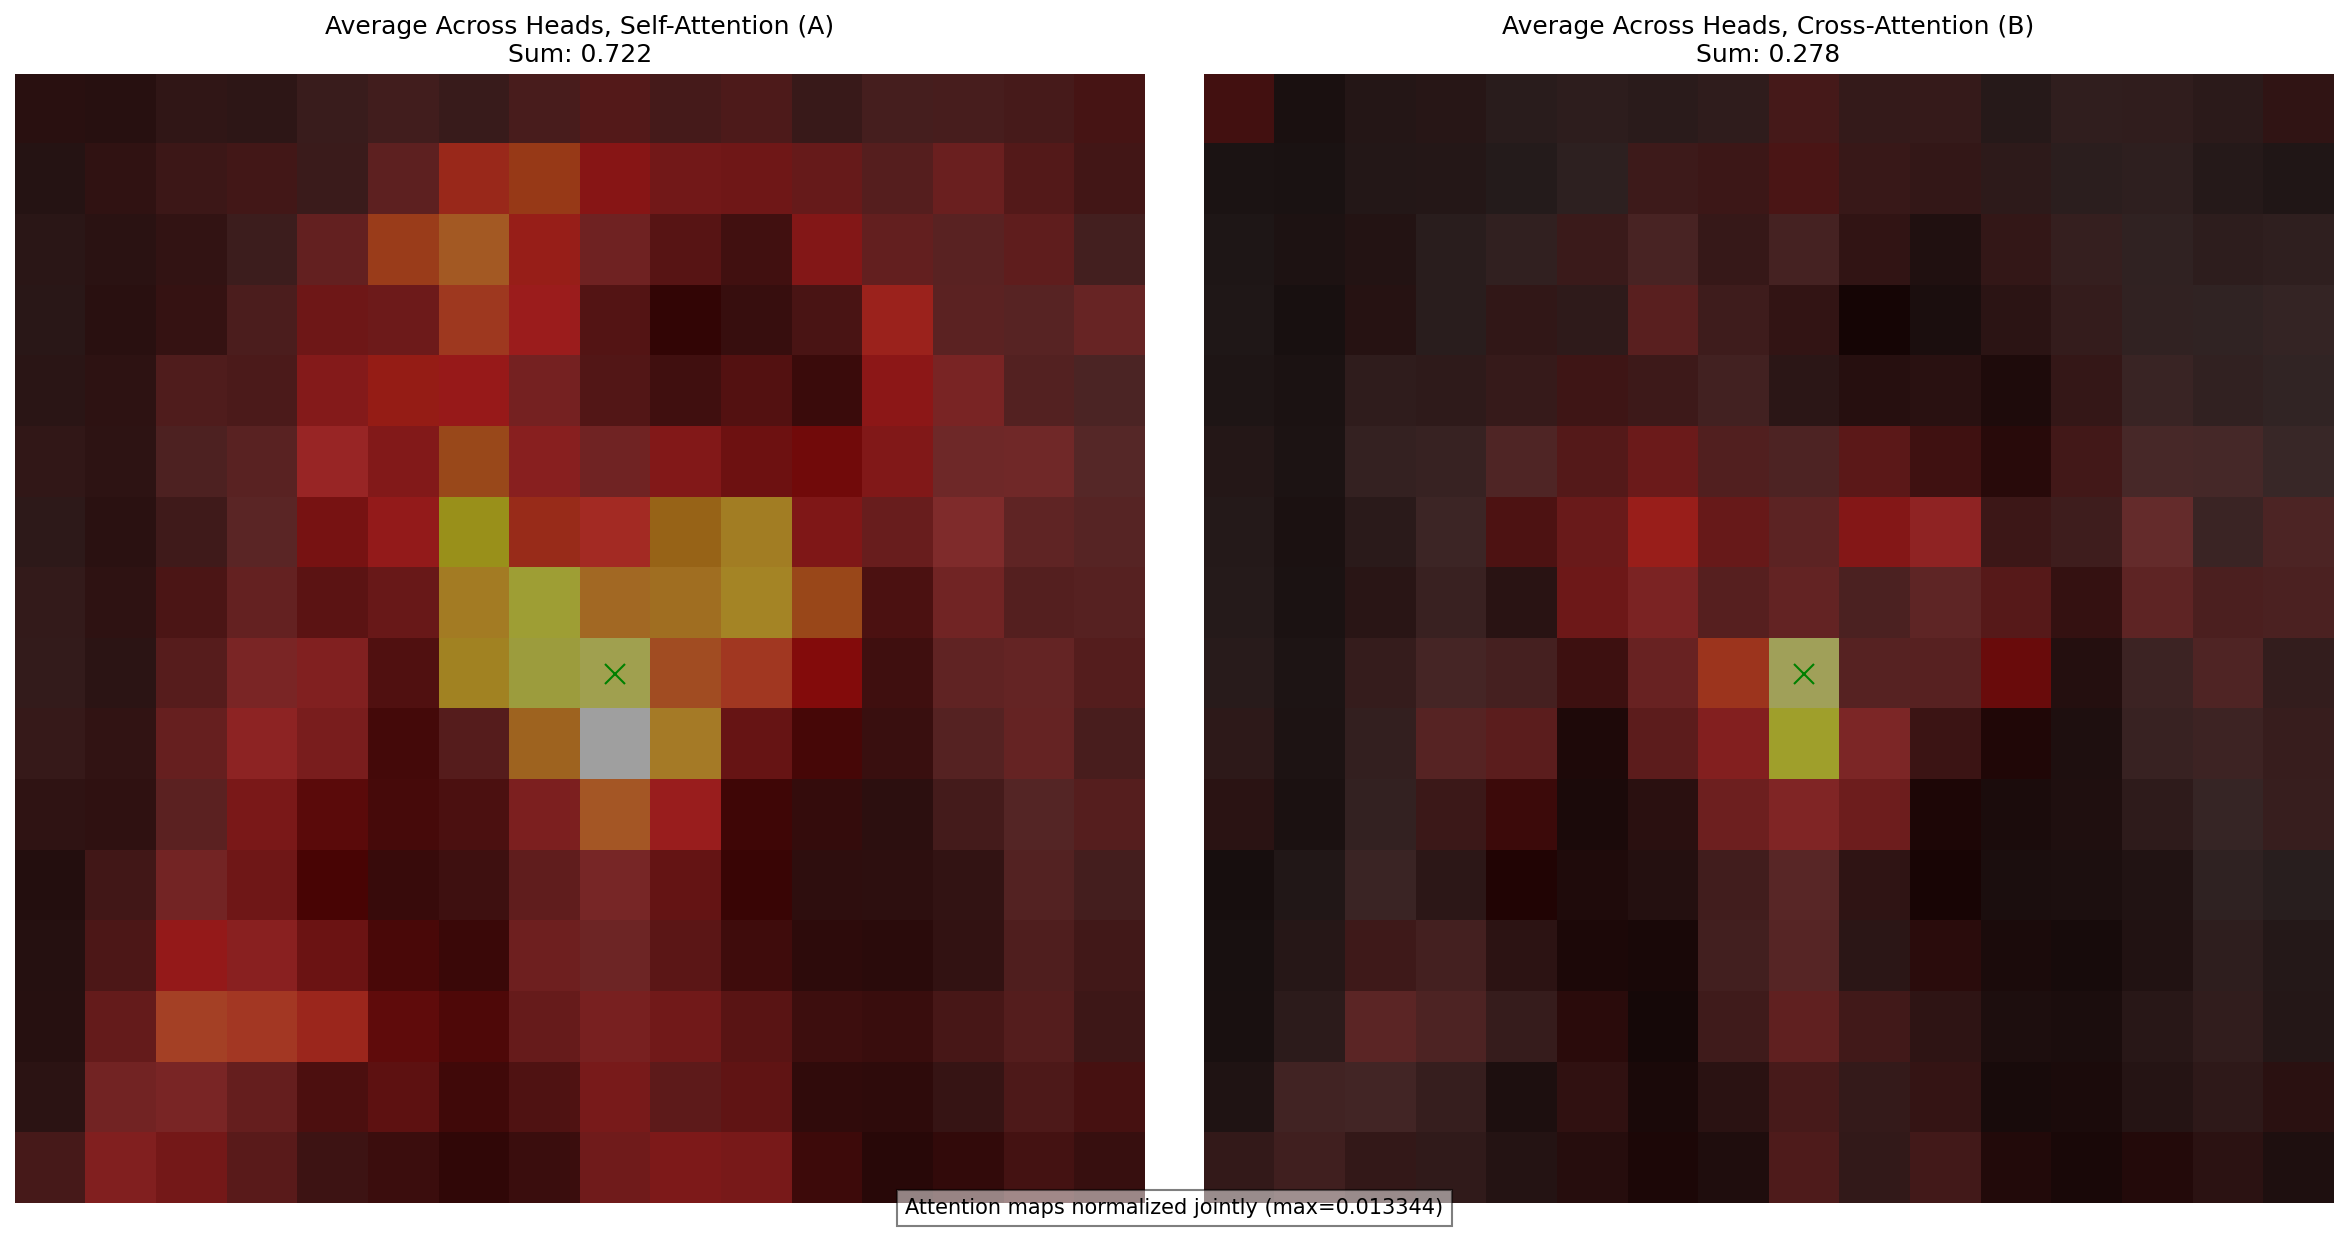 Average Across Heads, Self-Attention (A)
Sum: 0.722
Average Across Heads, Cross-Attention (B)
Sum: 0.278
Attention maps normalized jointly (max=0.013344)